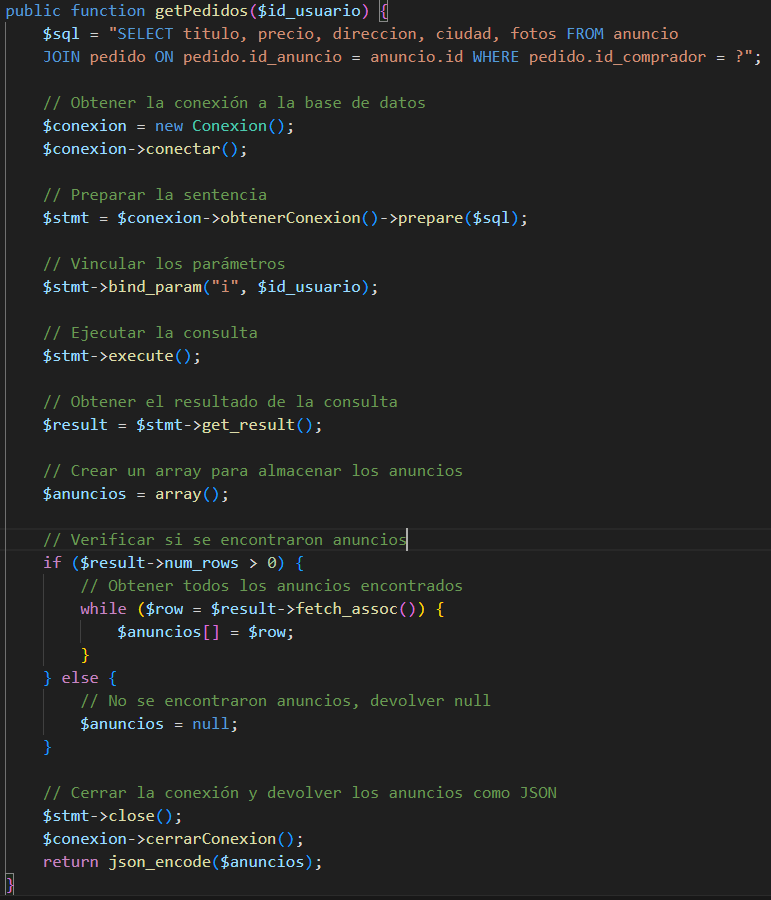 public function getPedidos($id_usuario) {
    $sql = "SELECT titulo, precio, direccion, ciudad, fotos FROM anuncio
    JOIN pedido ON pedido.id_anuncio = anuncio.id WHERE pedido.id_comprador = ?";

    // Obtener la conexión a la base de datos
    $conexion = new Conexion();
    $conexion->conectar();

    // Preparar la sentencia
    $stmt = $conexion->obtenerConexion()->prepare($sql);

    // Vincular los parámetros
    $stmt->bind_param("i", $id_usuario);

    // Ejecutar la consulta
    $stmt->execute();

    // Obtener el resultado de la consulta
    $result = $stmt->get_result();

    // Crear un array para almacenar los anuncios
    $anuncios = array();

    // Verificar si se encontraron anuncios
    if ($result->num_rows > 0) {
        // Obtener todos los anuncios encontrados
        while ($row = $result->fetch_assoc()) {
            $anuncios[] = $row;
        }
    } else {
        // No se encontraron anuncios, devolver null
        $anuncios = null;
    }

    // Cerrar la conexión y devolver los anuncios como JSON
    $stmt->close();
    $conexion->cerrarConexion();
    return json_encode($anuncios);
}